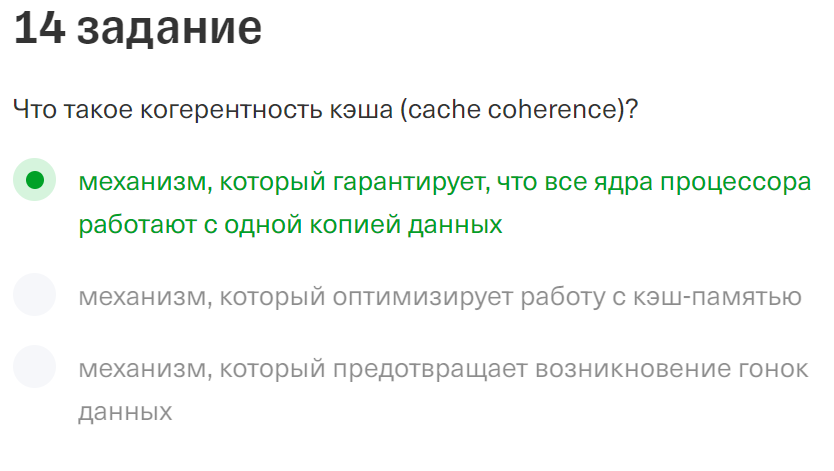 14 задание
Что такое когерентность кэша (cache coherence)?
механизм, который гарантирует, что все ядра процессора
работают с одной копией данных
механизм, который оптимизирует работу с кэш-памятью
механизм, который предотвращает возникновение гонок
данных